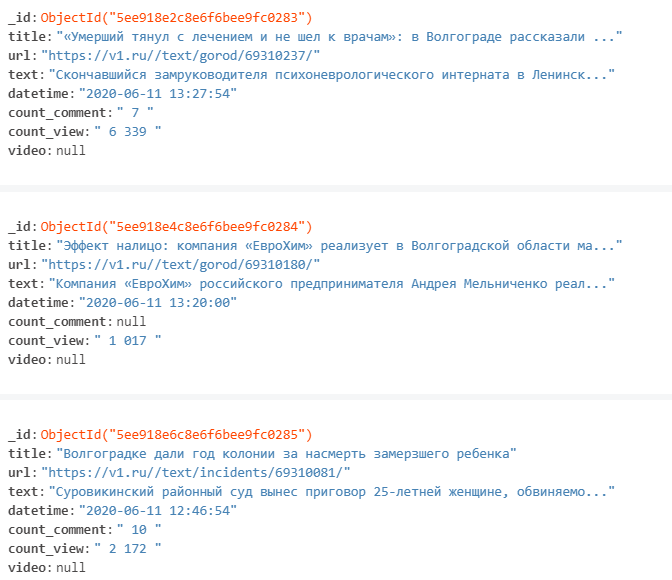 _id: ObjectId("5ee918e2c8e6f6bee9fc0283")
title: "«Умерший тянул с лечением и не шел к врачам»: в Волгограде рассказали ..."
url: "https://v1.ru//text/gorod/69310237/"
text: "Скончавшийся замруководителя психоневрологического интерната в Ленинск..."
datetime: "2020-06-11 13:27:54"
count_comment: " 7 "
count_view: " 6 339 "
video: null
_id: ObjectId("5ee918e4c8e6f6bee9fc0284")
title: "Эффект налицо: компания «ЕвроХим» реализует в Волгоградской области ма..."
url: "https://v1.ru//text/gorod/69310180/"
text: "Компания «ЕвроХим» российского предпринимателя Андрея Мельниченко реал..."
datetime: "2020-06-11 13:20:00"
count_comment: null
count_view: " 1 017 "
video: null
_id: ObjectId("5ee918e6c8e6f6bee9fc0285")
title: "Волгоградке дали год колонии за насмерть замерзшего ребенка"
url: "https://v1.ru//text/incidents/69310081/"
text: "Суровикинский районный суд вынес приговор 25-летней женщине, обвиняемо..."
datetime: "2020-06-11 12:46:54"
count_comment: " 10 "
count_view: " 2 172 "
video: null